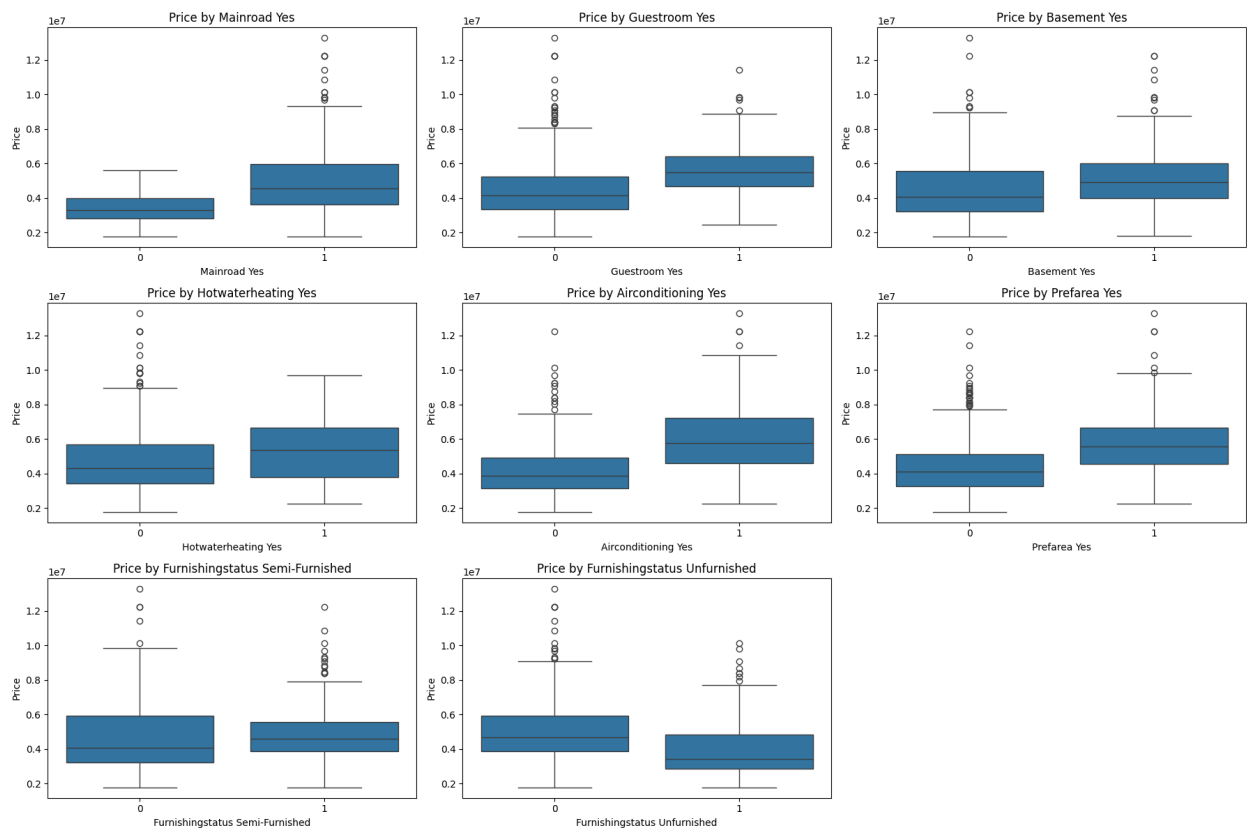 Price by Mainroad Yes
1e7
1.2
1.0
0.8
0.6
0.4
0.2
Price
0 1
Mainroad Yes
Price by Guestroom Yes
1e7
1.2
1.0
0.8
0.6
0.4
0.2
Price
0 1
Guestroom Yes
Price by Basement Yes
1e7
1.2
1.0
0.8
0.6
0.4
0.2
Price
0 1
Basement Yes
Price by Hotwaterheating Yes
1e7
1.2
1.0
0.8
0.6
0.4
0.2
Price
0 1
Hotwaterheating Yes
Price by Airconditioning Yes
1e7
1.2
1.0
0.8
0.6
0.4
0.2
Price
0 1
Airconditioning Yes
Price by Prefarea Yes
1e7
1.2
1.0
0.8
0.6
0.4
0.2
Price
0 1
Prefarea Yes
Price by Furnishingstatus Semi-Furnished
1e7
1.2
1.0
0.8
0.6
0.4
0.2
Price
0 1
Furnishingstatus Semi-Furnished
Price by Furnishingstatus Unfurnished
1e7
1.2
1.0
0.8
0.6
0.4
0.2
Price
0 1
Furnishingstatus Unfurnished